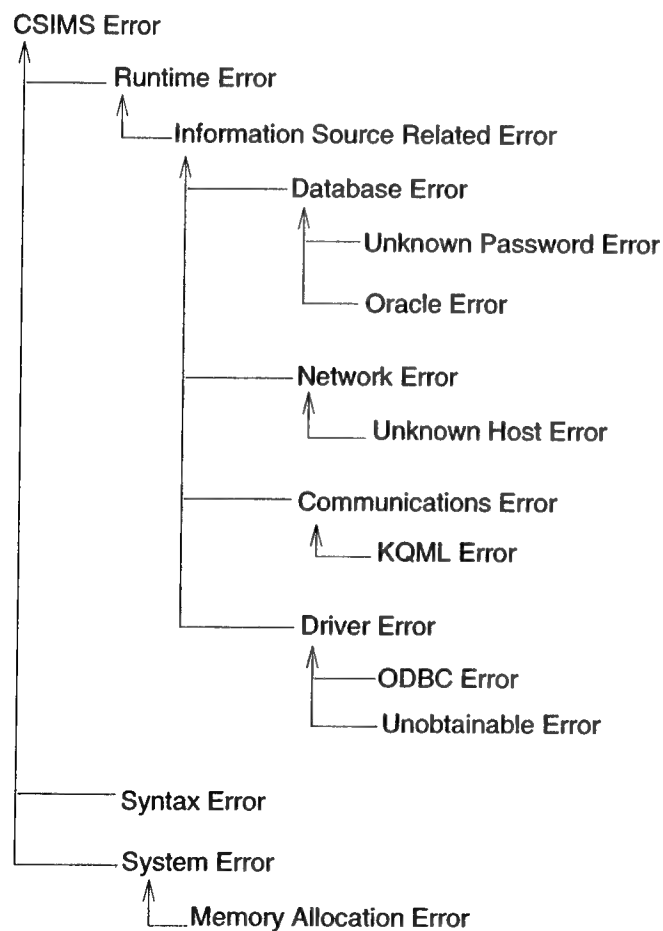 CSIMS Error
Runtime Error
Information Source Related Error
Database Error
Unknown Password Error
Oracle Error
Network Error
Unknown Host Error
Communications Error
KQML Error
Driver Error
ODBC Error
Unobtainable Error
Syntax Error
System Error
Memory Allocation Error